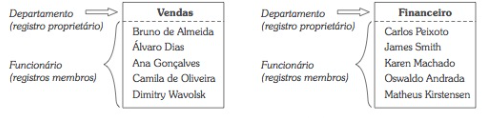 Departamento
(registro proprietário)
Vendas
Funcionário
(registros membros)
Bruno de Almeida
Álvaro Dias
Ana Gonçalves
Camila de Oliveira
Dimitry Wavolsk
Departamento
(registro proprietário)
Financeiro
Funcionário
(registros membros)
Carlos Peixoto
James Smith
Karen Machado
Oswaldo Andrada
Matheus Kirstensen